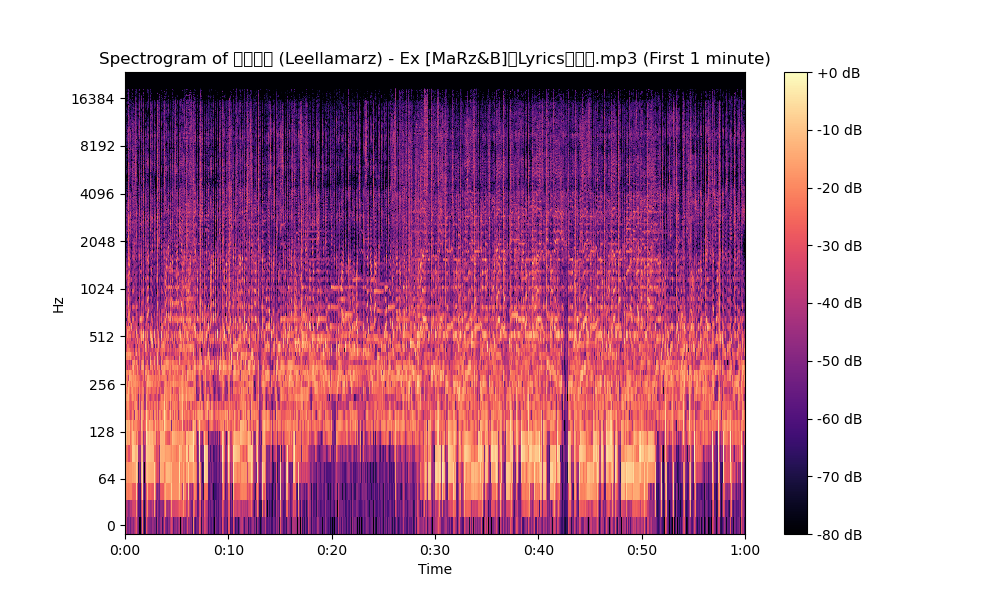 Spectrogram of (Leellamarz) - Ex [MaRz&B] Lyrics .mp3 (First 1 minute)
Hz
16384
8192
4096
2048
1024
512
256
128
64
0
0:00 0:10 0:20 0:30 0:40 0:50 1:00
Time
+0 dB
-10 dB
-20 dB
-30 dB
-40 dB
-50 dB
-60 dB
-70 dB
-80 dB